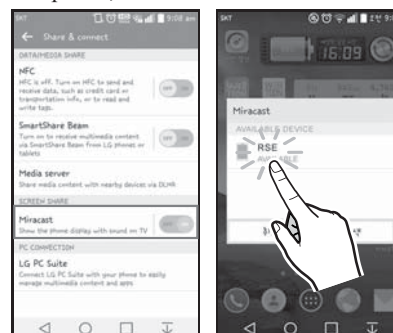 SKT 9:08 am
Share & connect
DATA/MEDIA SHARE
NFC
NFC is off. Turn on NFC to send and
receive data, such as credit card or
transportation info, or to read and
write tags.
SmartShare Beam
Turn on to receive multimedia content
via SmartShare Beam from LG phones or
tablets
Media server
Share media content with nearby devices via DLNA
SCREEN SHARE
Miracast
Show the phone display with sound on TV
PC CONNECTION
LG PC Suite
Connect LG PC Suite with your phone to easily
manage multimedia content and apps
SKT
16:09
Miracast
AVAILABLE DEVICE
RSE
AVAILABLE